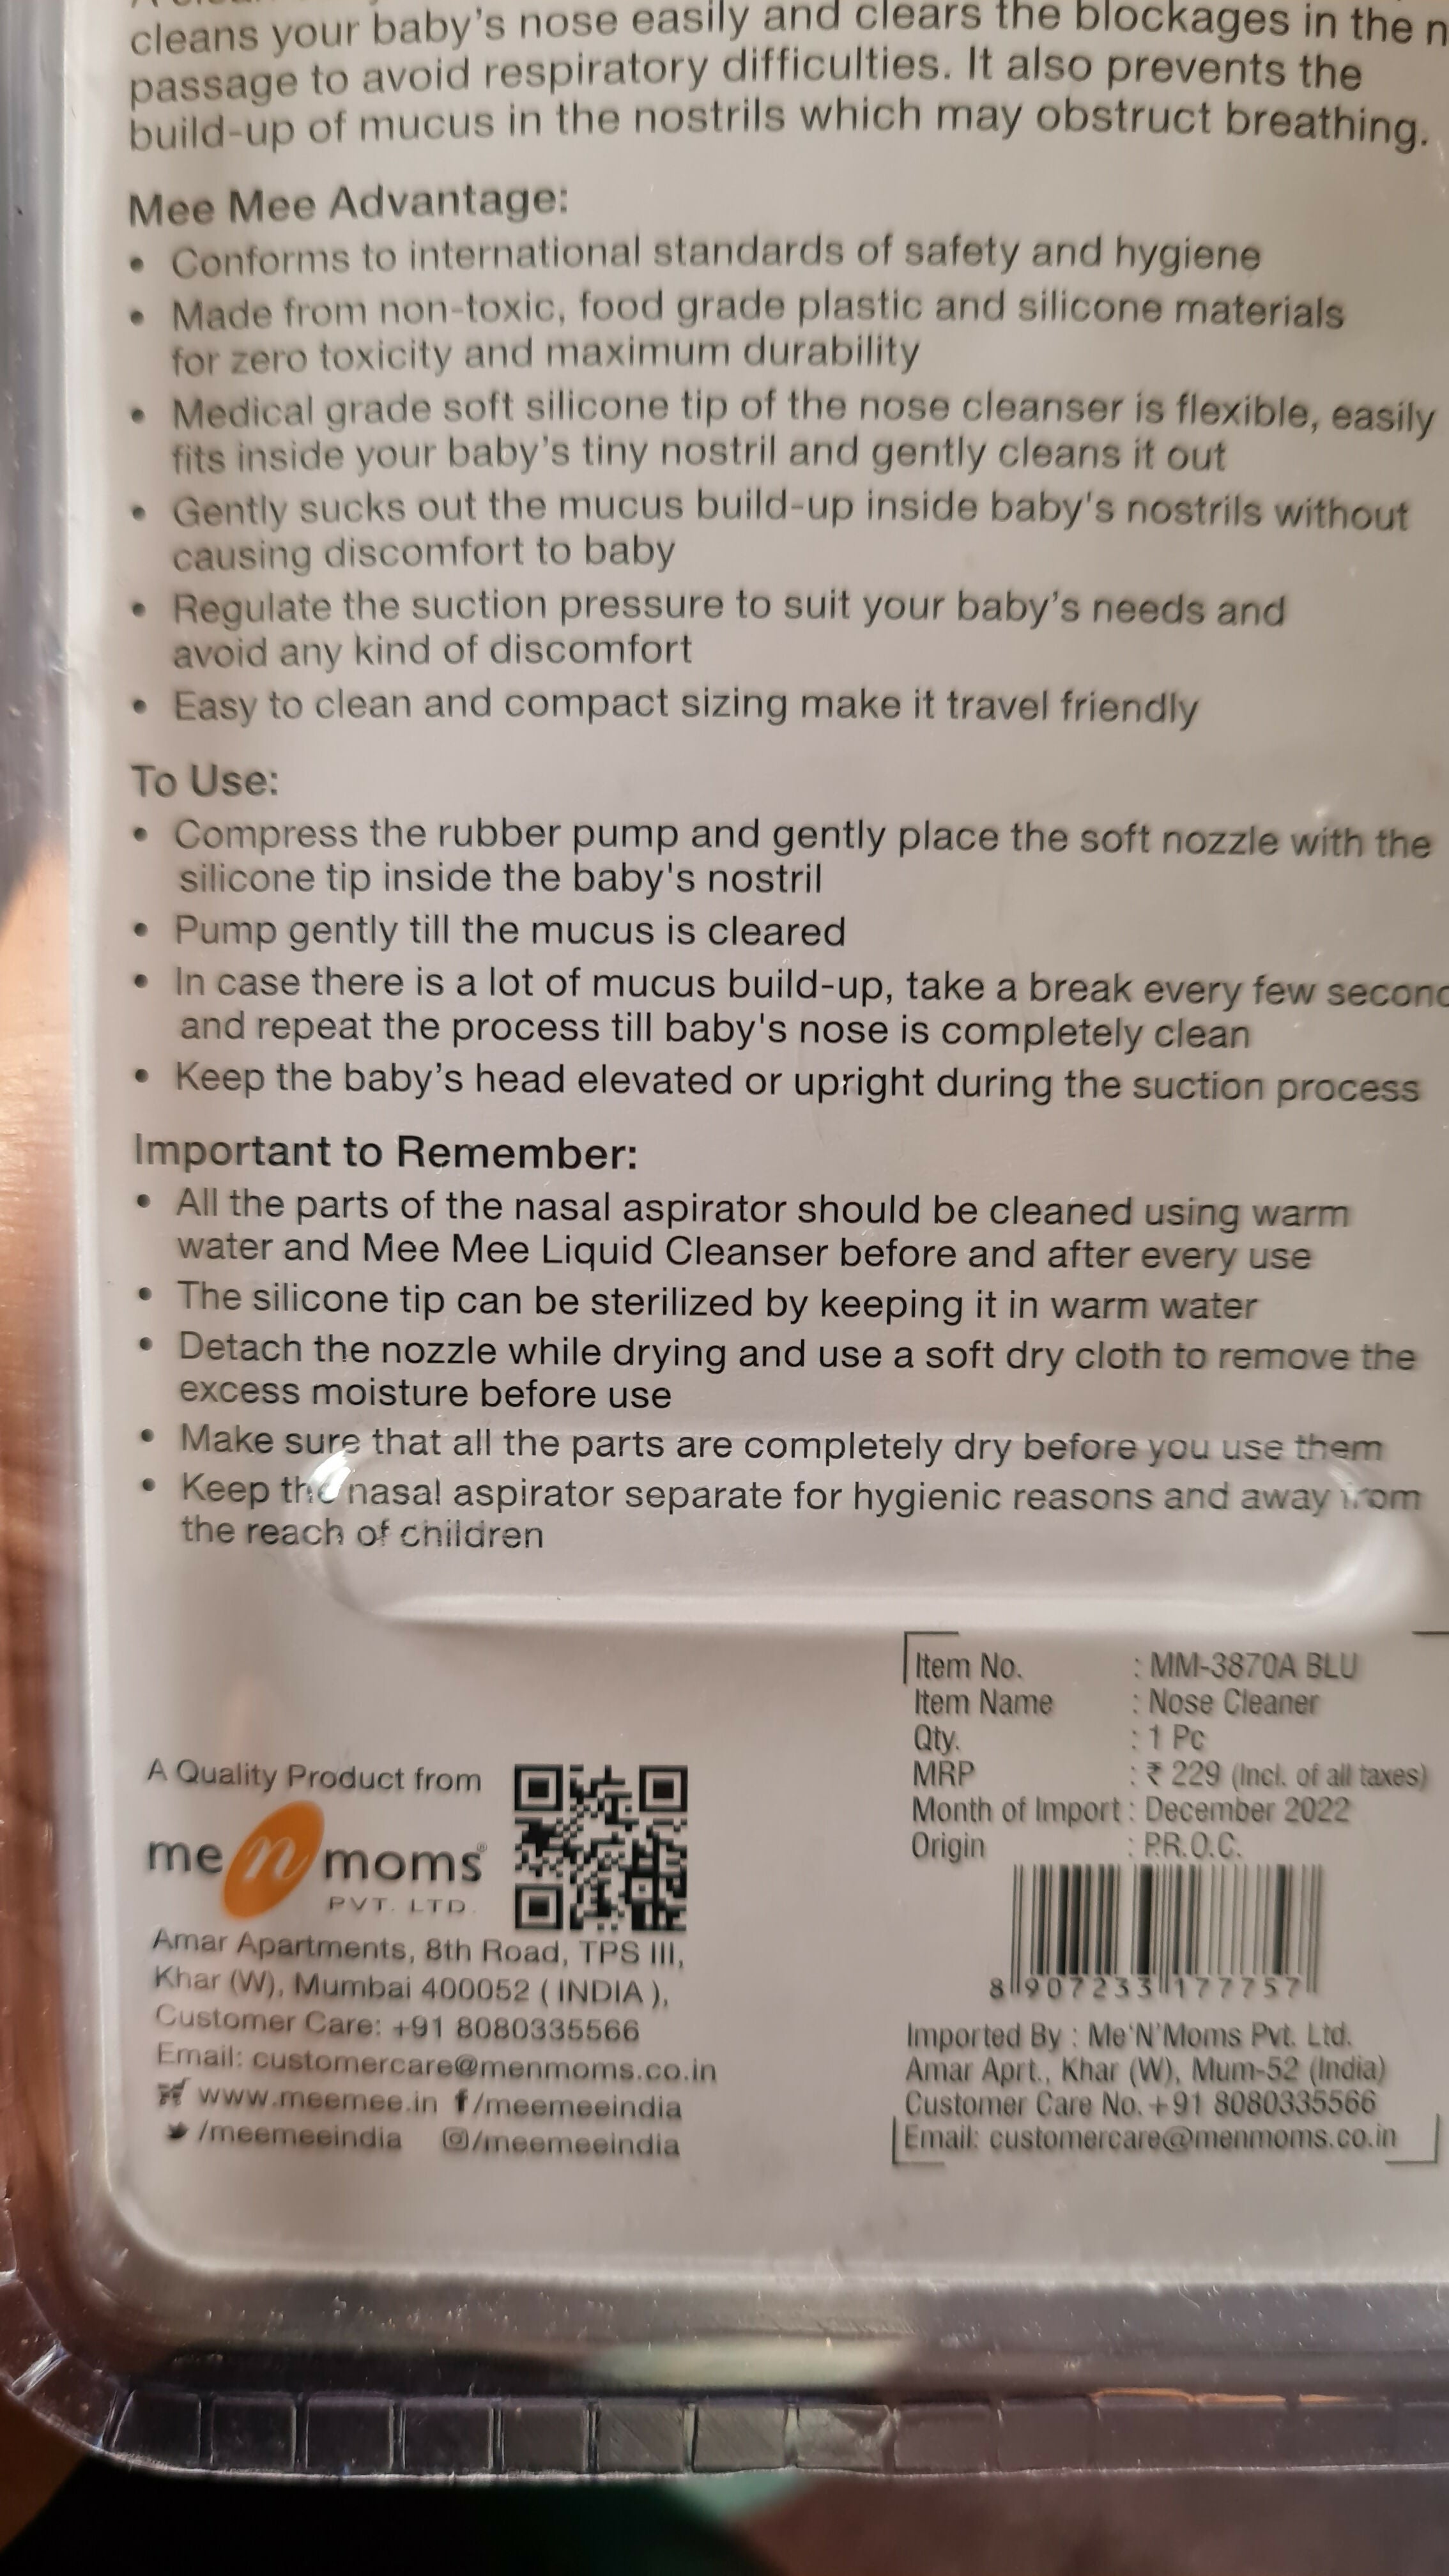 cleans your baby's nose easily and clears the blockages in the
passage to avoid respiratory difficulties. It also prevents the
build-up of mucus in the nostrils which may obstruct breathing.
Mee Mee Advantage:
• Conforms to international standards of safety and hygiene
• Made from non-toxic, food grade plastic and silicone materials
for zero toxicity and maximum durability
• Medical grade soft silicone tip of the nose cleanser is flexible, easily
fits inside your baby's tiny nostril and gently cleans it out
• Gently sucks out the mucus build-up inside baby's nostrils without
causing discomfort to baby
• Regulate the suction pressure to suit your baby's needs and
avoid any kind of discomfort
• Easy to clean and compact sizing make it travel friendly
To Use:
• Compress the rubber pump and gently place the soft nozzle with the
silicone tip inside the baby's nostril
• Pump gently till the mucus is cleared
• In case there is a lot of mucus build-up, take a break every few
and repeat the process till baby's nose is completely clean
• Keep the baby's head elevated or upright during the suction process
Important to Remember:
• All the parts of the nasal aspirator should be cleaned using warm
water and Mee Mee Liquid Cleanser before and after every use
• The silicone tip can be sterilized by keeping it in warm water
• Detach the nozzle while drying and use a soft dry cloth to remove the
excess moisture before use
• Make sure that all the parts are completely dry before you use them
• Keep the nasal aspirator separate for hygienic reasons and away from
the reach of children
A Quality Product from
me n moms®
PVT. LTD.
Amar Apartments, 8th Road, TPS III,
Khar (W), Mumbai 400052 ( INDIA ),
Customer Care: +91 8080335566
Email: customercare@menmoms.co.in
www.meemee.in f/meemeeindia
/meemeeindia /meemeeindia
Item No. : MM-3870A BLU
Item Name : Nose Cleaner
Qty. : 1 Pc
MRP : ₹ 229 (Incl. of all taxes)
Month of Import : December 2022
Origin : P.R.O.C.
8 907233 177757
Imported By : Me'N'Moms Pvt. Ltd.
Amar Aprt., Khar (W), Mum-52 (India)
Customer Care No. +91 8080335566
Email: customercare@menmoms.co.in